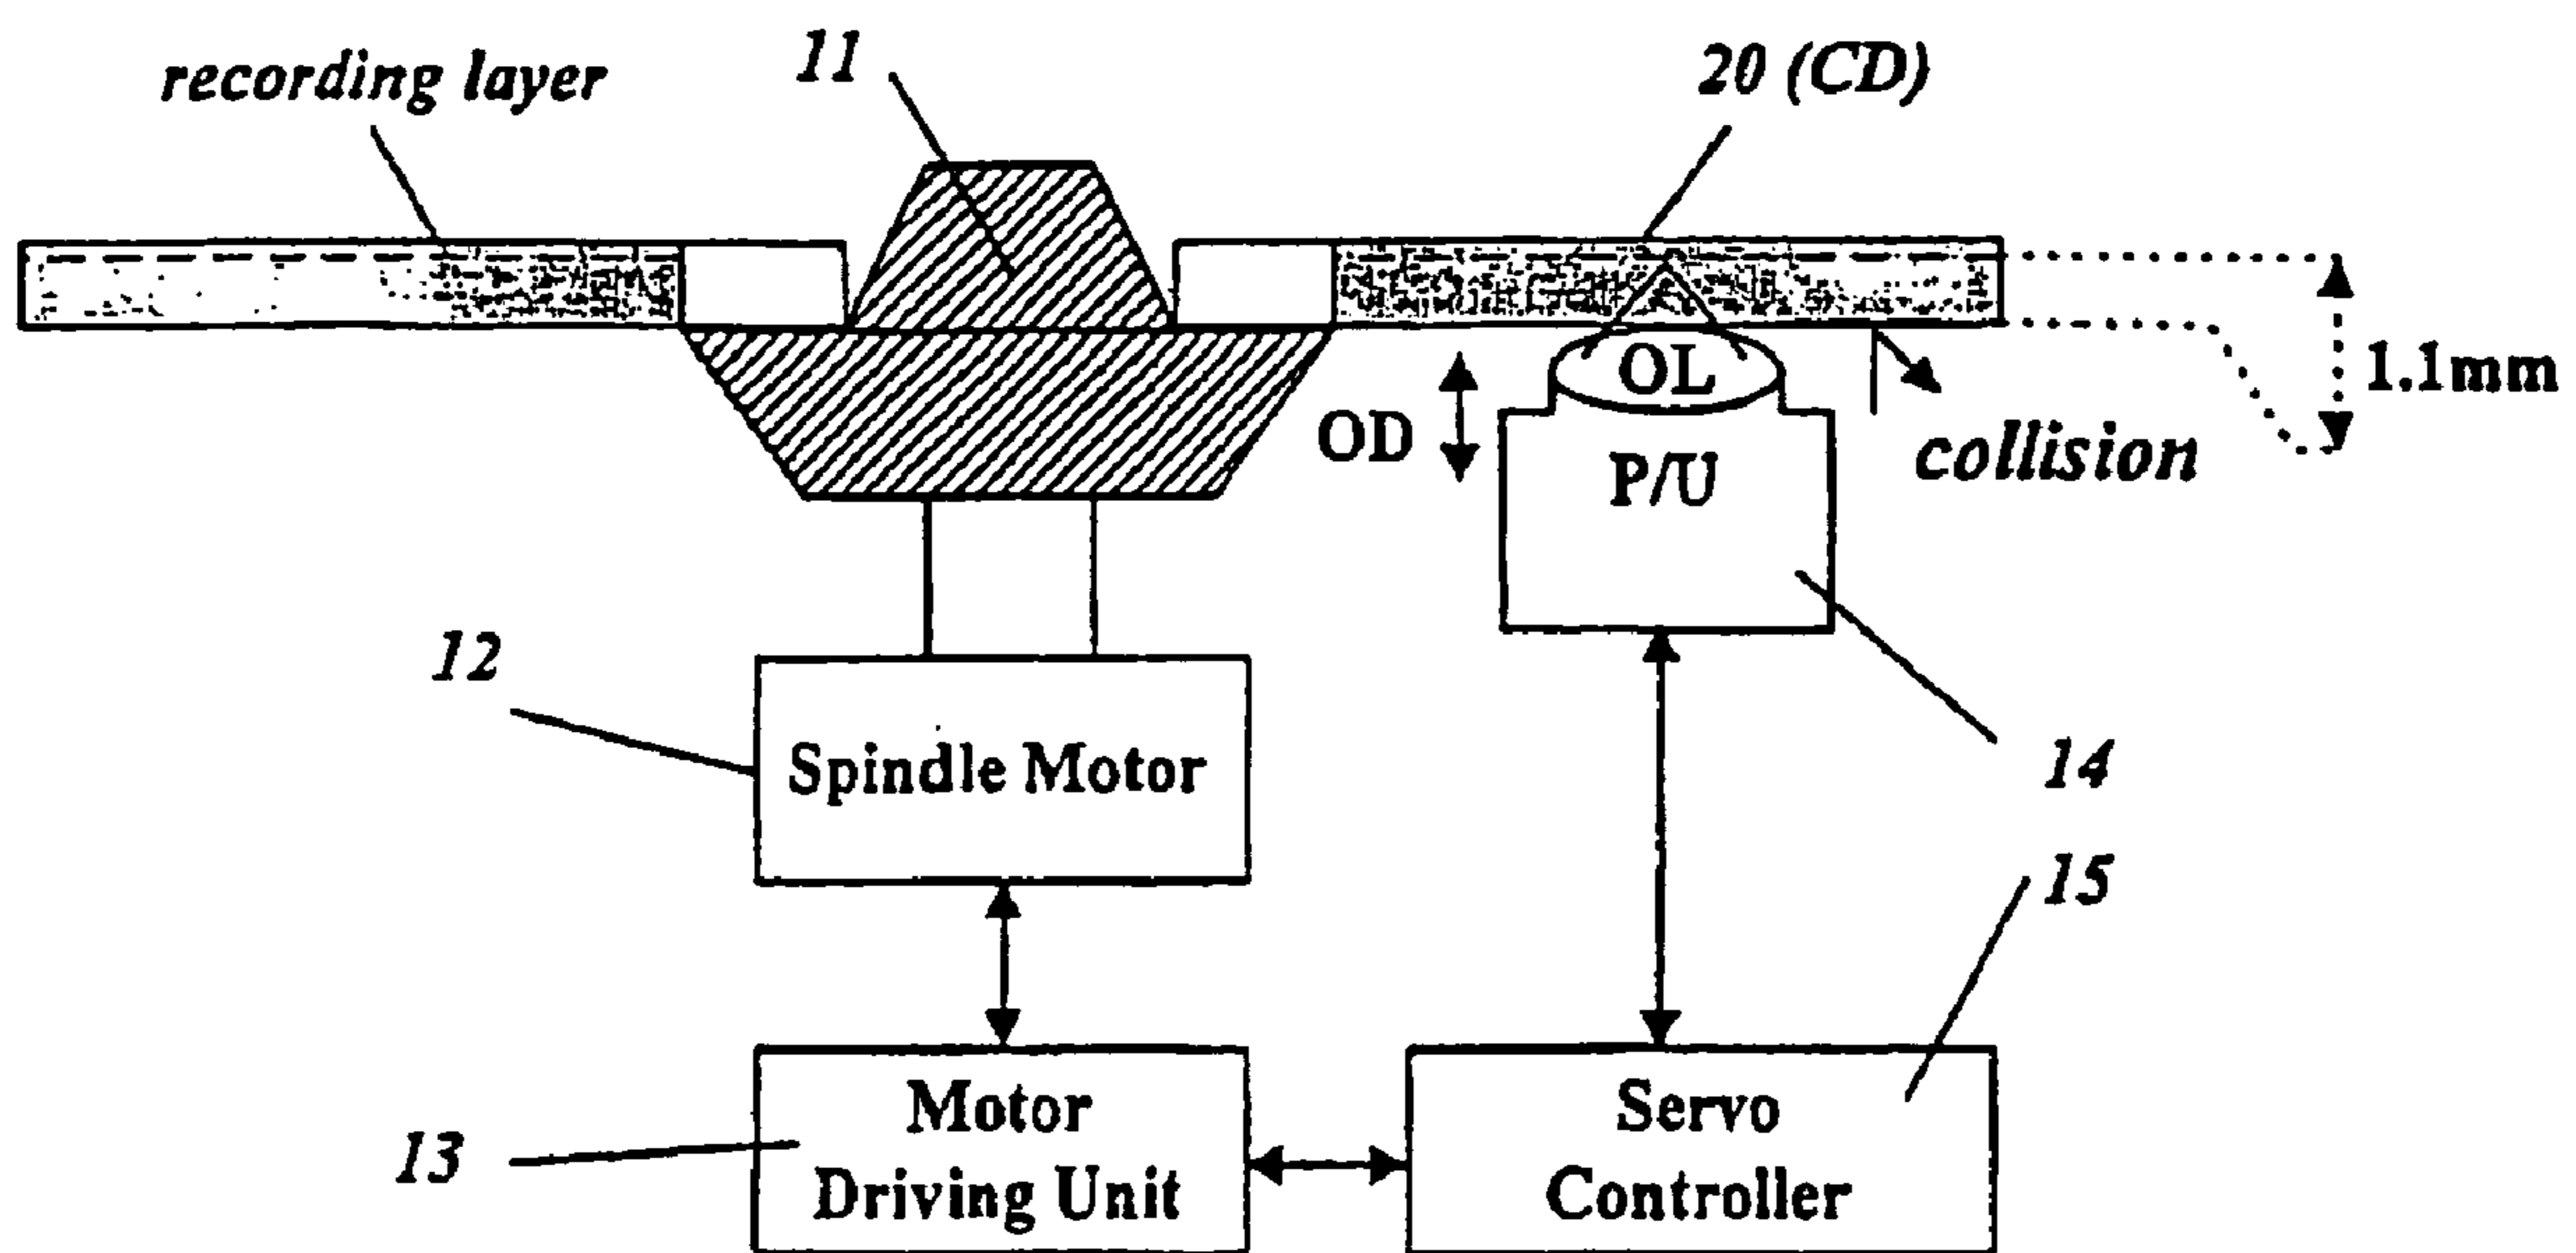 recording layer
11
20 (CD)
OL
1.1mm
OD
P/U
collision
12
Spindle Motor
14
15
13
Motor
Driving Unit
Servo
Controller